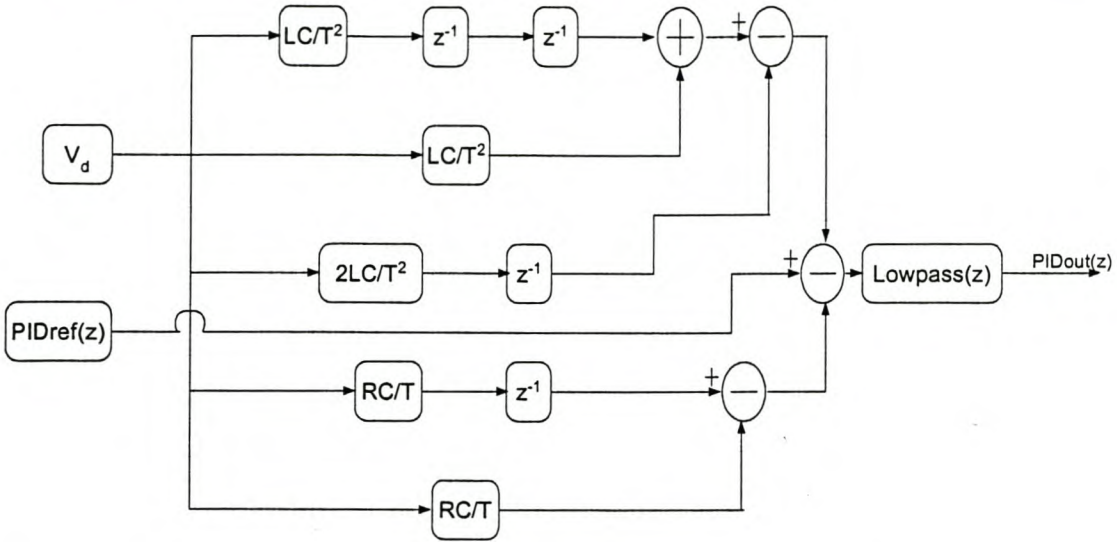 LC/T² z⁻¹ z⁻¹ + + −
V_d LC/T²
2LC/T² z⁻¹ + − Lowpass(z) PIDout(z)
PIDref(z)
RC/T z⁻¹ + −
RC/T